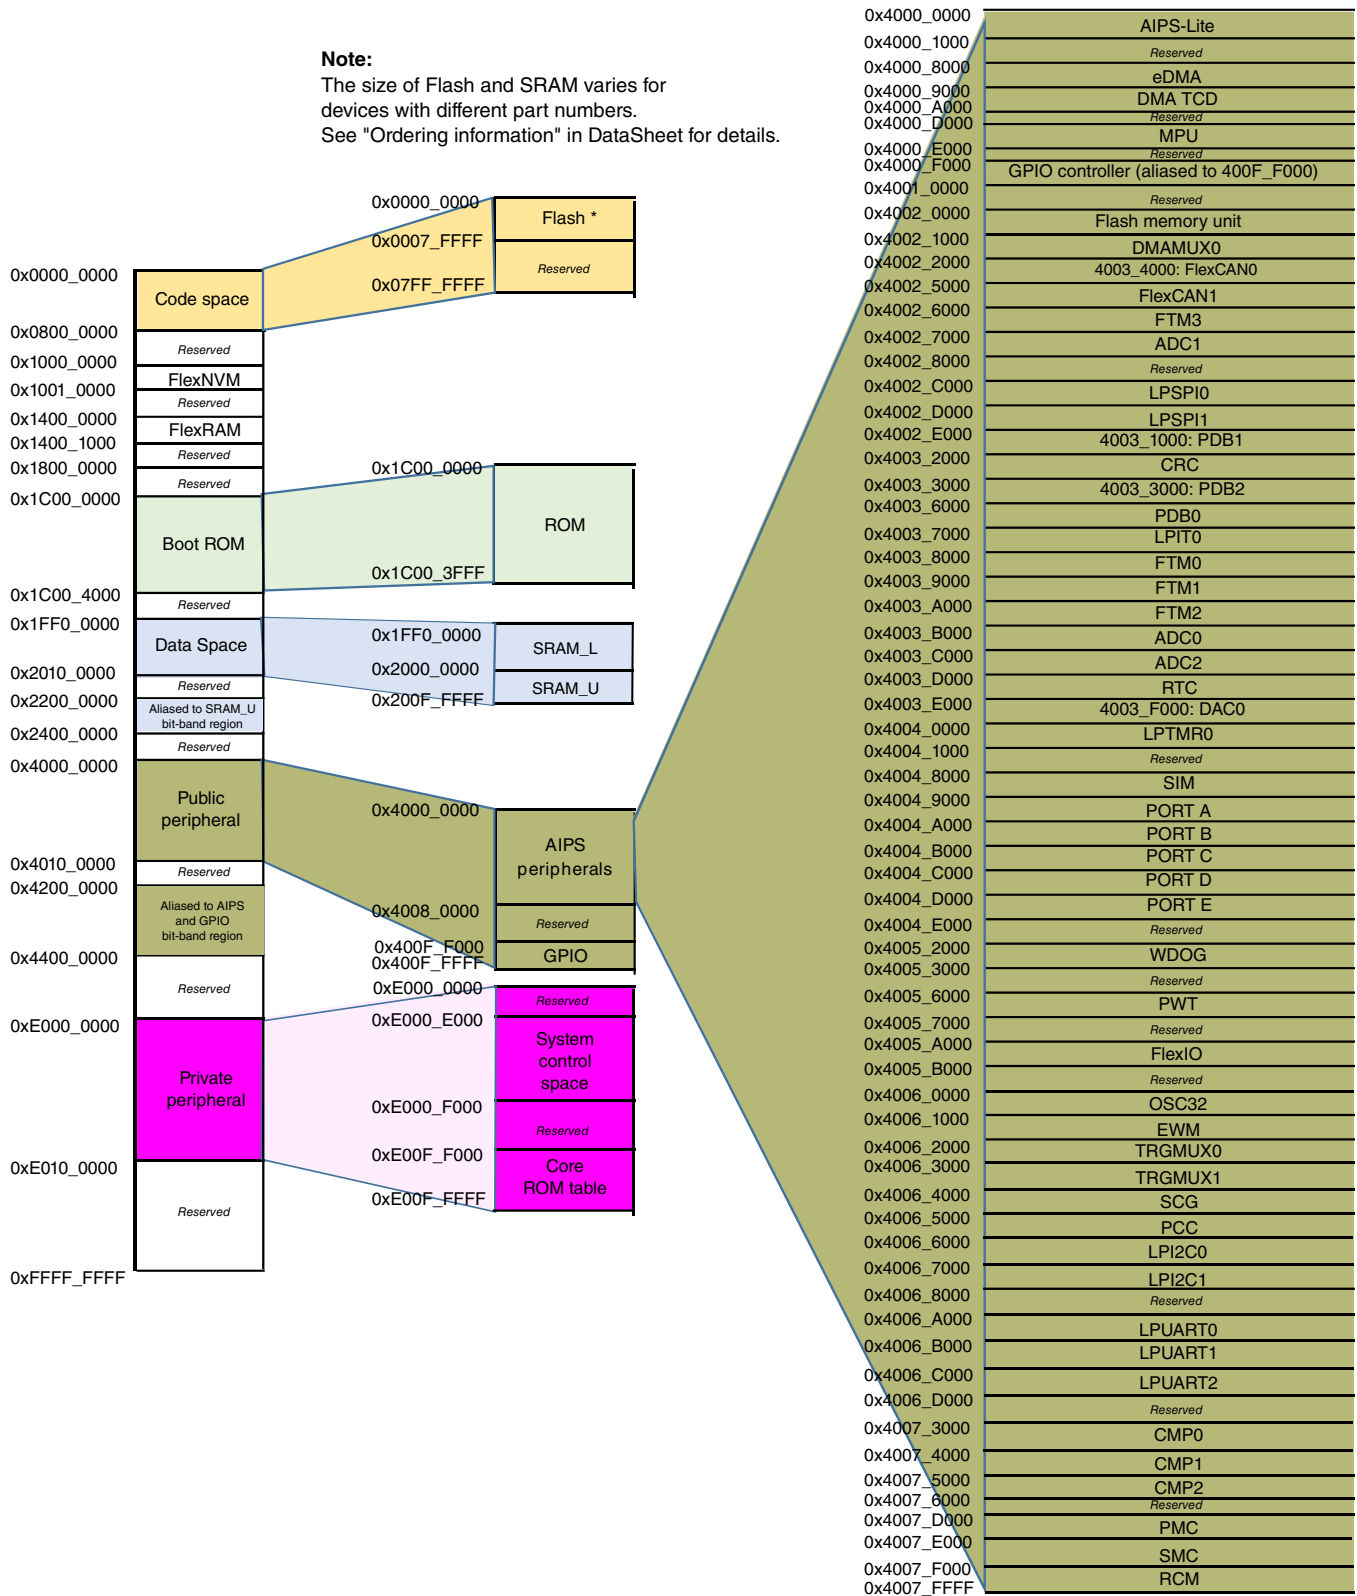 Note:
The size of Flash and SRAM varies for
devices with different part numbers.
See "Ordering information" in DataSheet for details.
0x0000_0000
Code space
0x0800_0000
Reserved
0x1000_0000
FlexNVM
0x1001_0000
Reserved
0x1400_0000
FlexRAM
0x1400_1000
Reserved
0x1800_0000
Reserved
0x1C00_0000
Boot ROM
0x1C00_4000
Reserved
0x1FF0_0000
Data Space
0x2010_0000
Reserved
0x2200_0000
Aliased to SRAM_U
bit-band region
0x2400_0000
Reserved
0x4000_0000
Public
peripheral
0x4010_0000
Reserved
0x4200_0000
Aliased to AIPS
and GPIO
bit-band region
0x4400_0000
Reserved
0xE000_0000
Private
peripheral
0xE010_0000
Reserved
0xFFFF_FFFF
0x0000_0000
Flash *
0x0007_FFFF
Reserved
0x07FF_FFFF
0x1C00_0000
ROM
0x1C00_3FFF
0x1FF0_0000
SRAM_L
0x2000_0000
SRAM_U
0x200F_FFFF
0x4000_0000
AIPS
peripherals
0x4008_0000
Reserved
0x400F_F000
GPIO
0x400F_FFFF
0xE000_0000
Reserved
0xE000_E000
System
control
space
0xE000_F000
Reserved
0xE00F_F000
Core
ROM table
0xE00F_FFFF
0x4000_0000
AIPS-Lite
0x4000_1000
Reserved
0x4000_8000
eDMA
0x4000_9000
DMA TCD
0x4000_A000
Reserved
0x4000_D000
MPU
0x4000_E000
Reserved
0x4000_F000
GPIO controller (aliased to 400F_F000)
0x4001_0000
Reserved
0x4002_0000
Flash memory unit
0x4002_1000
DMAMUX0
0x4002_2000
4003_4000: FlexCAN0
0x4002_5000
FlexCAN1
0x4002_6000
FTM3
0x4002_7000
ADC1
0x4002_8000
Reserved
0x4002_C000
LPSPI0
0x4002_D000
LPSPI1
0x4002_E000
4003_1000: PDB1
0x4003_2000
CRC
0x4003_3000
4003_3000: PDB2
0x4003_6000
PDB0
0x4003_7000
LPIT0
0x4003_8000
FTM0
0x4003_9000
FTM1
0x4003_A000
FTM2
0x4003_B000
ADC0
0x4003_C000
ADC2
0x4003_D000
RTC
0x4003_E000
4003_F000: DAC0
0x4004_0000
LPTMR0
0x4004_1000
Reserved
0x4004_8000
SIM
0x4004_9000
PORT A
0x4004_A000
PORT B
0x4004_B000
PORT C
0x4004_C000
PORT D
0x4004_D000
PORT E
0x4004_E000
Reserved
0x4005_2000
WDOG
0x4005_3000
Reserved
0x4005_6000
PWT
0x4005_7000
Reserved
0x4005_A000
FlexIO
0x4005_B000
Reserved
0x4006_0000
OSC32
0x4006_1000
EWM
0x4006_2000
TRGMUX0
0x4006_3000
TRGMUX1
0x4006_4000
SCG
0x4006_5000
PCC
0x4006_6000
LPI2C0
0x4006_7000
LPI2C1
0x4006_8000
Reserved
0x4006_A000
LPUART0
0x4006_B000
LPUART1
0x4006_C000
LPUART2
0x4006_D000
Reserved
0x4007_3000
CMP0
0x4007_4000
CMP1
0x4007_5000
CMP2
0x4007_6000
Reserved
0x4007_D000
PMC
0x4007_E000
SMC
0x4007_F000
RCM
0x4007_FFFF